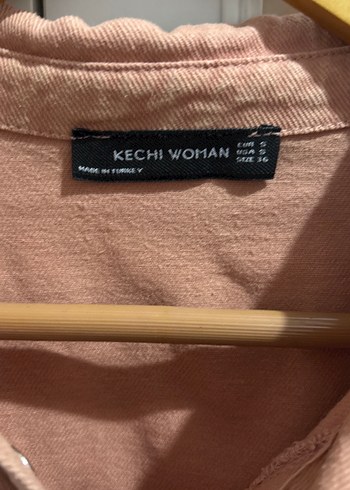 KECHI WOMAN
EUR S
USA S
SIZE 36
MADE IN TURKEY